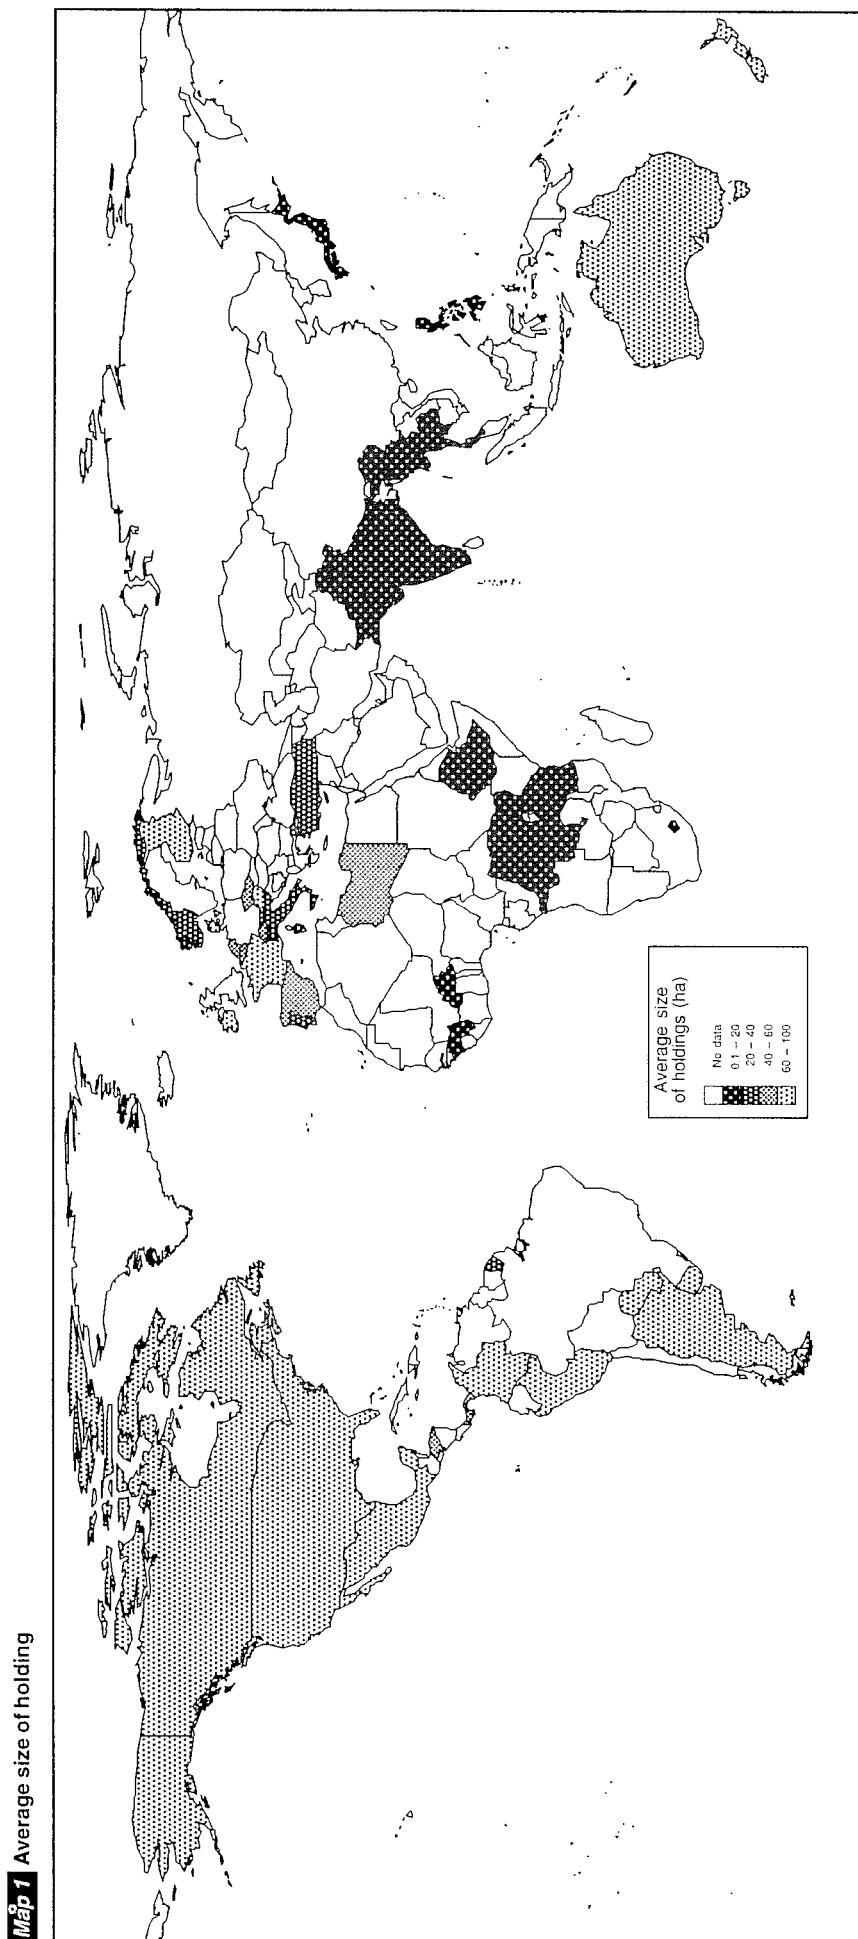 Map 1 Average size of holding
Average size
of holdings (ha)
No data
0.1 – 20
20 – 40
40 – 60
60 – 100